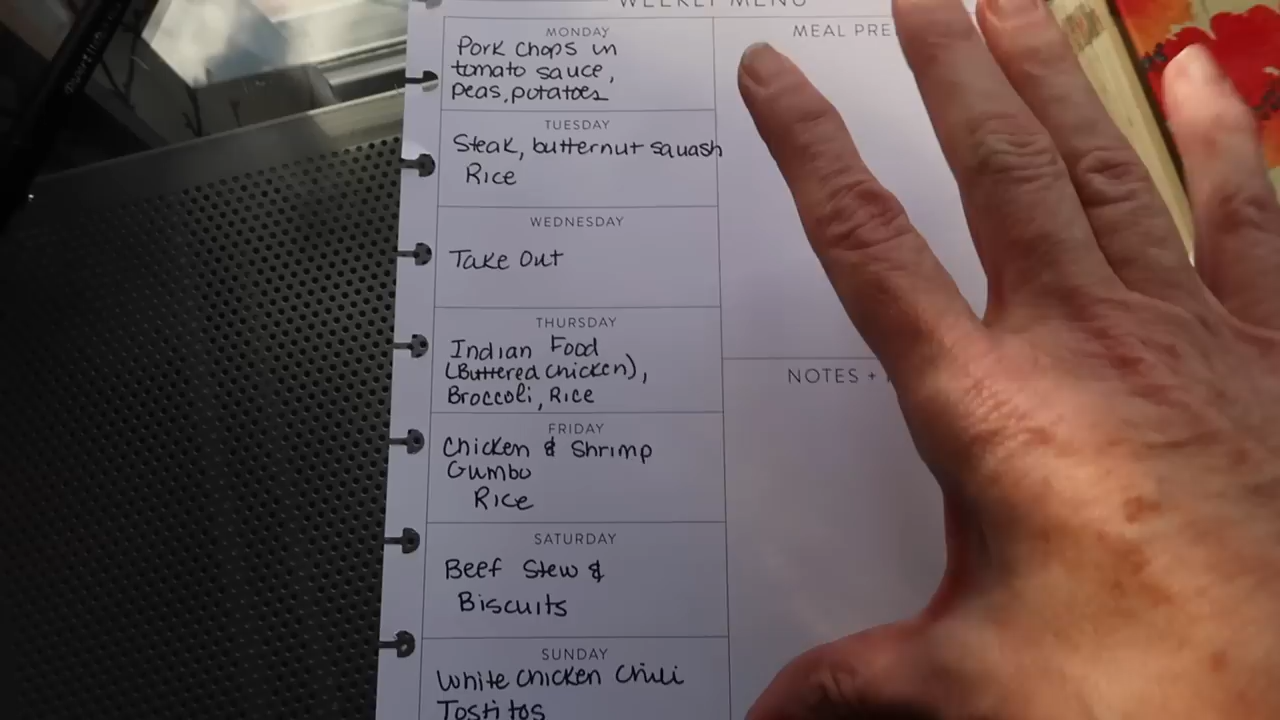 WEEKLY MENU
MONDAY
Pork Chops in
tomato sauce,
peas, potatoes
TUESDAY
Steak, butternut squash
Rice
WEDNESDAY
Take Out
THURSDAY
Indian Food
(Buttered chicken),
Broccoli, Rice
FRIDAY
Chicken & Shrimp
Gumbo
Rice
SATURDAY
Beef Stew &
Biscuits
SUNDAY
White Chicken Chili
Tostitos
MEAL PRE
NOTES +